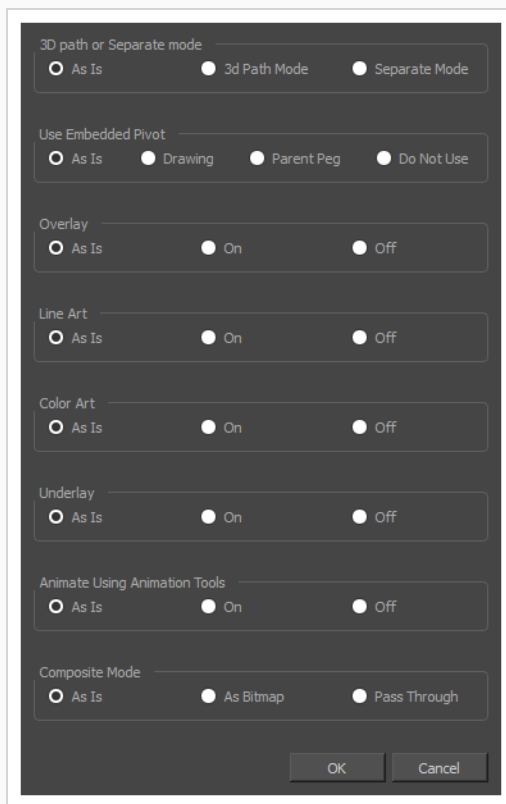 3D path or Separate mode
As Is 3d Path Mode Separate Mode
Use Embedded Pivot
As Is Drawing Parent Peg Do Not Use
Overlay
As Is On Off
Line Art
As Is On Off
Color Art
As Is On Off
Underlay
As Is On Off
Animate Using Animation Tools
As Is On Off
Composite Mode
As Is As Bitmap Pass Through
OK Cancel